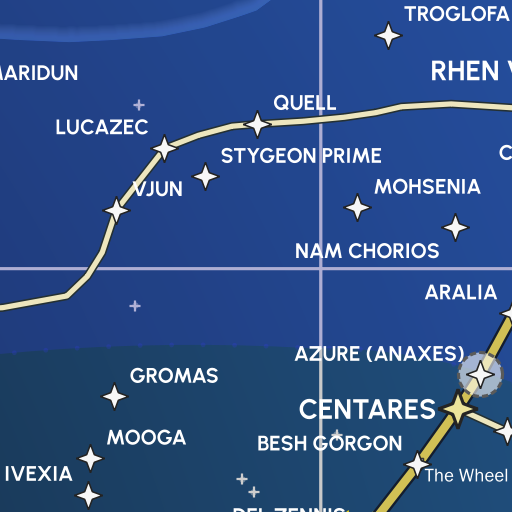 TROGLOFA
MARIDUN
RHEN V
QUELL
LUCAZEC
STYGEON PRIME
C
VJUN
MOHSENIA
NAM CHORIOS
ARALIA
AZURE (ANAXES)
GROMAS
CENTARES
MOOGA
BESH GORGON
IVEXIA
The Wheel